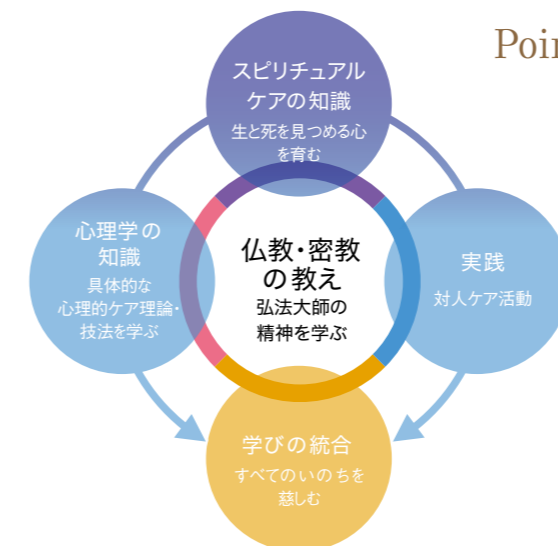 Poin
スピリチュアル
ケアの知識
生と死を見つめる心
を育む
心理学の
知識
具体的な
心理的ケア理論・
技法を学ぶ
仏教・密教
の教え
弘法大師の
精神を学ぶ
実践
対人ケア活動
学びの統合
すべてのいのちを
慈しむ